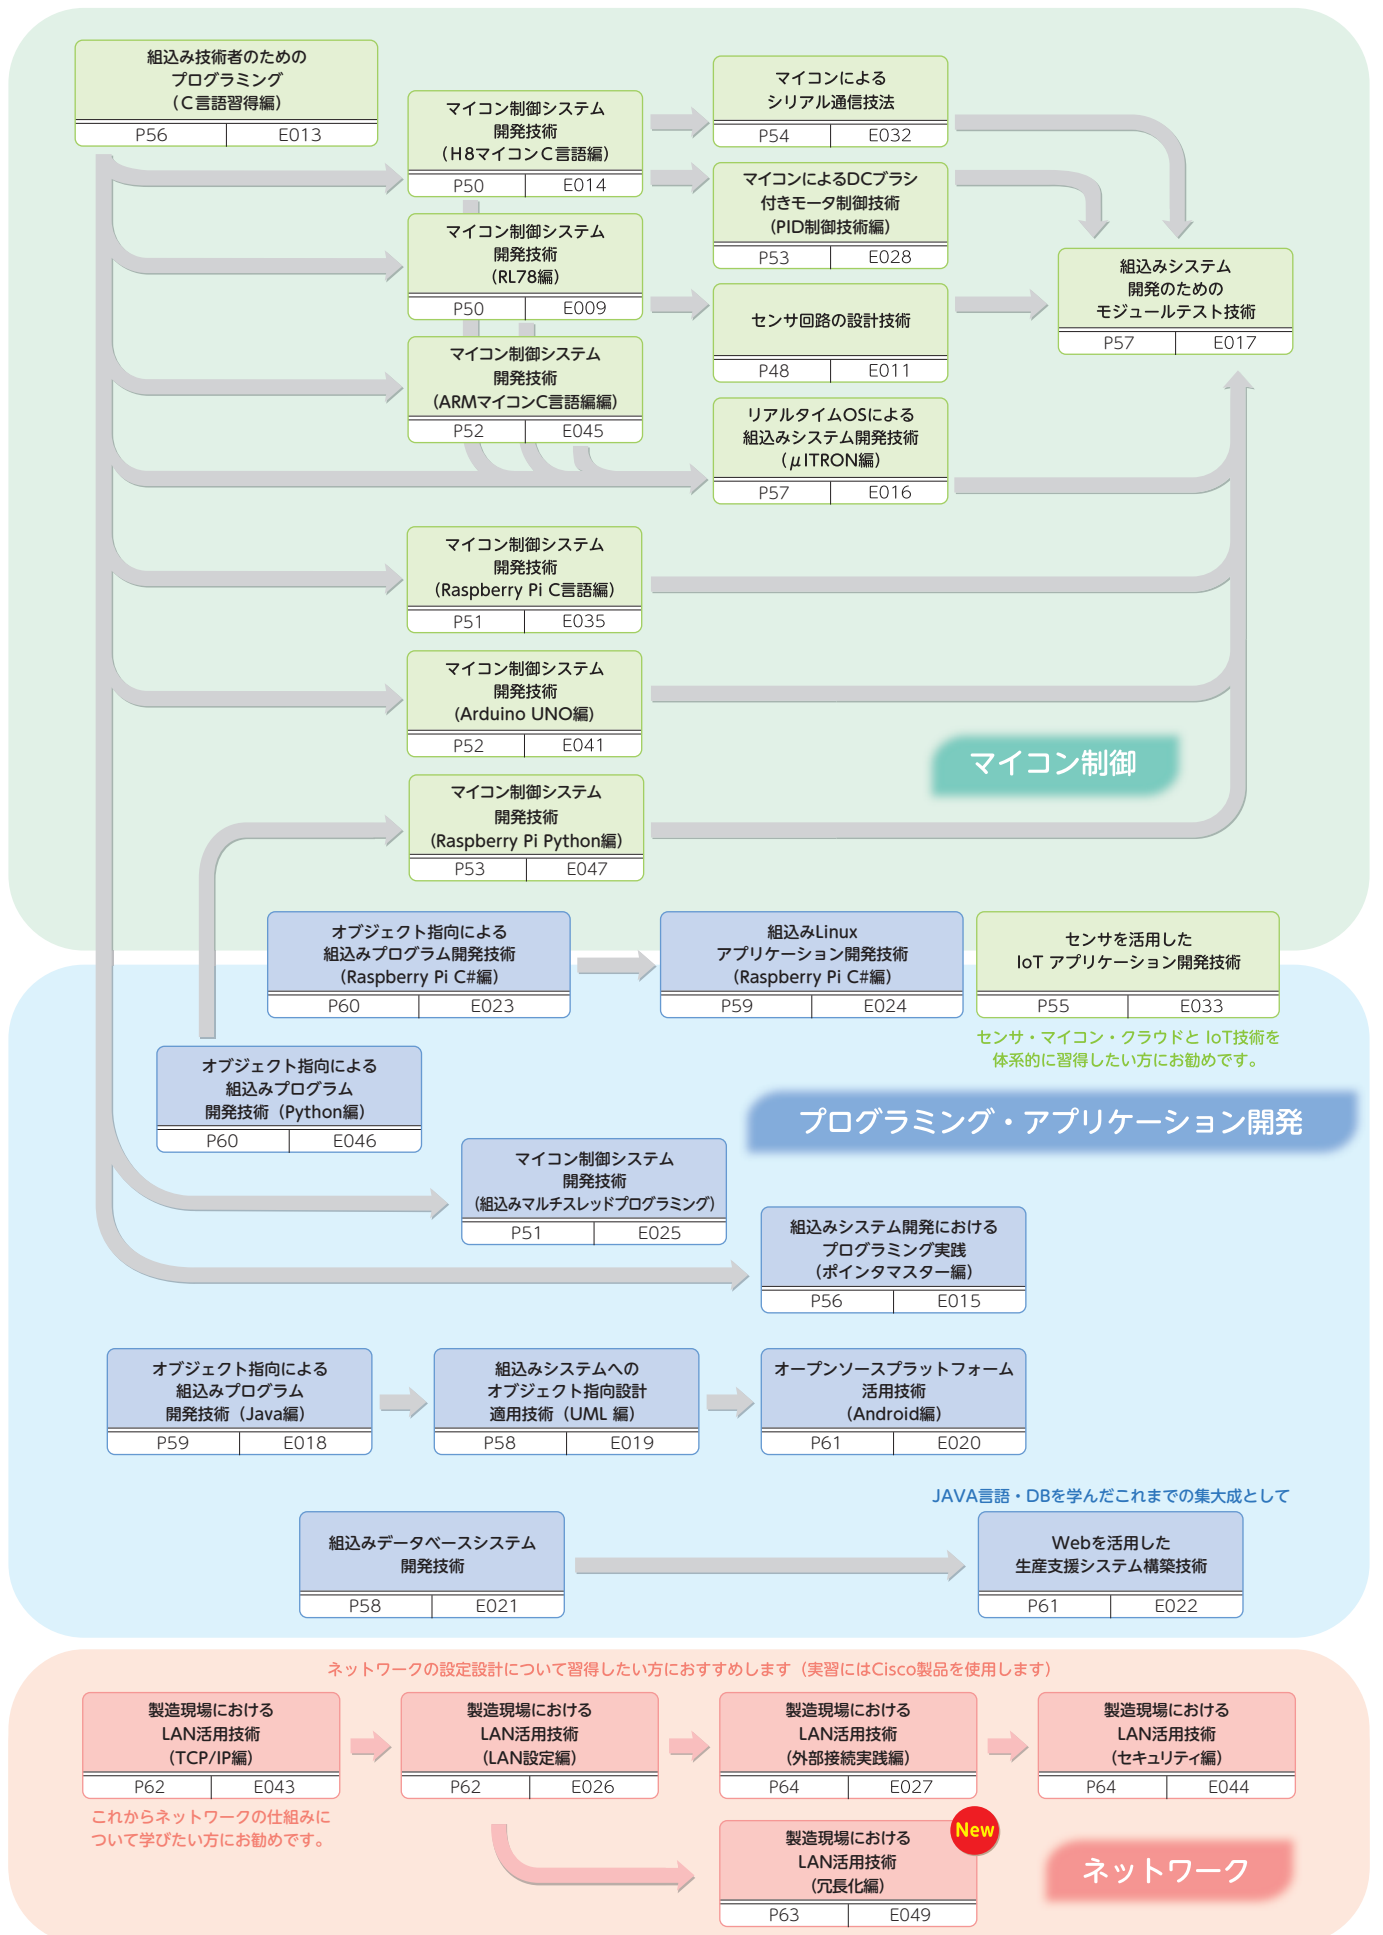 組込み技術者のための
プログラミング
（Ｃ言語習得編）
P56 E013
マイコン制御システム
開発技術
（H8マイコンＣ言語編）
P50 E014
マイコンによる
シリアル通信技法
P54 E032
マイコンによるDCブラシ
付きモータ制御技術
(PID制御技術編)
P53 E028
マイコン制御システム
開発技術
(RL78編)
P50 E009
センサ回路の設計技術
P48 E011
組込みシステム
開発のための
モジュールテスト技術
P57 E017
マイコン制御システム
開発技術
(ARMマイコンC言語編編)
P52 E045
リアルタイムOSによる
組込みシステム開発技術
（μITRON編）
P57 E016
マイコン制御システム
開発技術
(Raspberry Pi C言語編)
P51 E035
マイコン制御システム
開発技術
(Arduino UNO編)
P52 E041
マイコン制御
マイコン制御システム
開発技術
(Raspberry Pi Python編)
P53 E047
オブジェクト指向による
組込みプログラム開発技術
(Raspberry Pi C#編)
P60 E023
組込みLinux
アプリケーション開発技術
(Raspberry Pi C#編)
P59 E024
センサを活用した
IoT アプリケーション開発技術
P55 E033
センサ・マイコン・クラウドと IoT技術を
体系的に習得したい方にお勧めです。
オブジェクト指向による
組込みプログラム
開発技術（Python編）
P60 E046
プログラミング・アプリケーション開発
マイコン制御システム
開発技術
（組込みマルチスレッドプログラミング）
P51 E025
組込みシステム開発における
プログラミング実践
（ポインタマスター編）
P56 E015
オブジェクト指向による
組込みプログラム
開発技術（Java編）
P59 E018
組込みシステムへの
オブジェクト指向設計
適用技術（UML 編）
P58 E019
オープンソースプラットフォーム
活用技術
（Android編）
P61 E020
JAVA言語・DBを学んだこれまでの集大成として
組込みデータベースシステム
開発技術
P58 E021
Webを活用した
生産支援システム構築技術
P61 E022
ネットワークの設定設計について習得したい方におすすめします（実習にはCisco製品を使用します）
製造現場における
LAN活用技術
（TCP/IP編）
P62 E043
これからネットワークの仕組みに
ついて学びたい方にお勧めです。
製造現場における
LAN活用技術
（LAN設定編）
P62 E026
製造現場における
LAN活用技術
（外部接続実践編）
P64 E027
製造現場における
LAN活用技術
（セキュリティ編）
P64 E044
New
製造現場における
LAN活用技術
（冗長化編）
P63 E049
ネットワーク